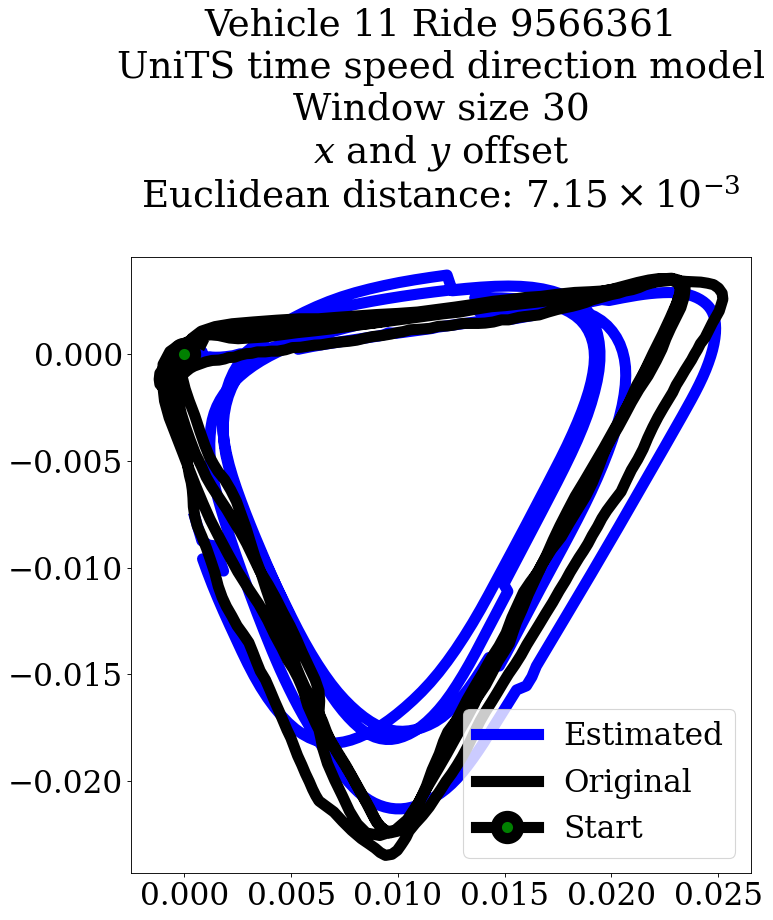 Vehicle 11 Ride 9566361
UniTS time speed direction model
Window size 30
x and y offset
Euclidean distance: 7.15 × 10⁻³
0.000
−0.005
−0.010
−0.015
−0.020
Estimated
Original
Start
0.000 0.005 0.010 0.015 0.020 0.025